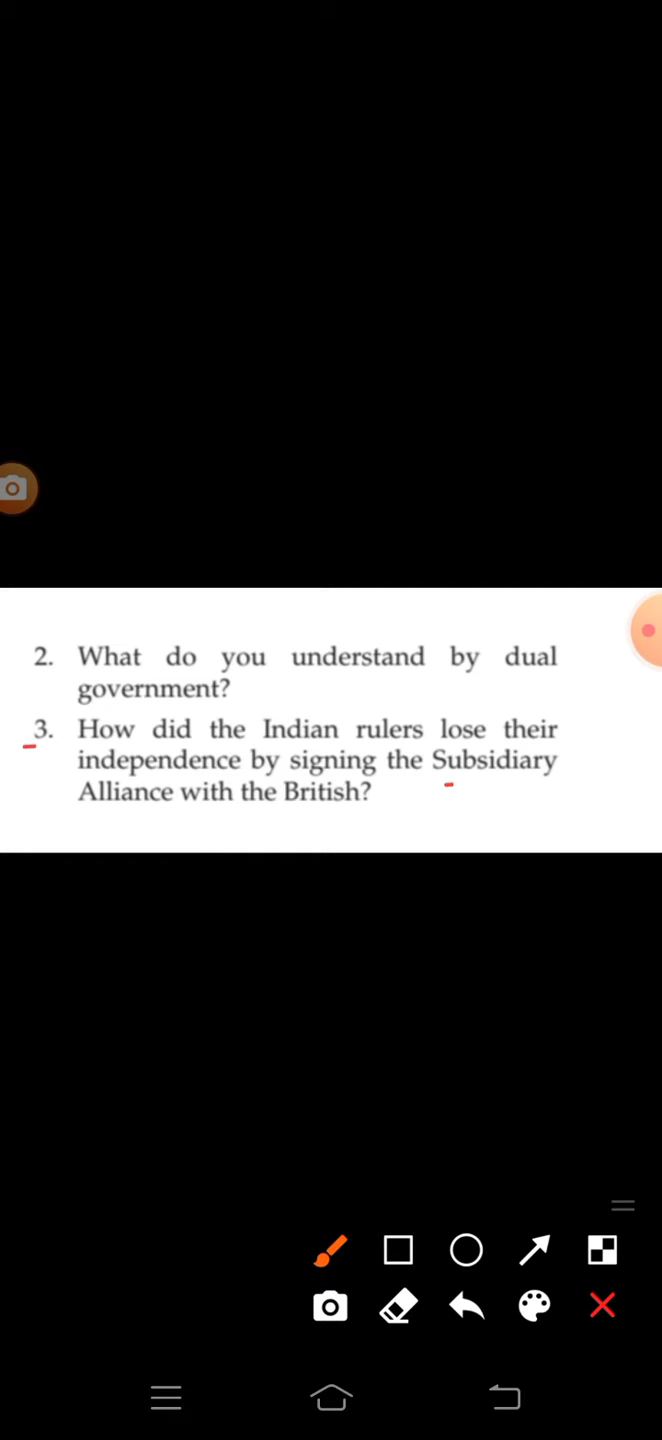 2. What do you understand by dual
government?
3. How did the Indian rulers lose their
independence by signing the Subsidiary
Alliance with the British?